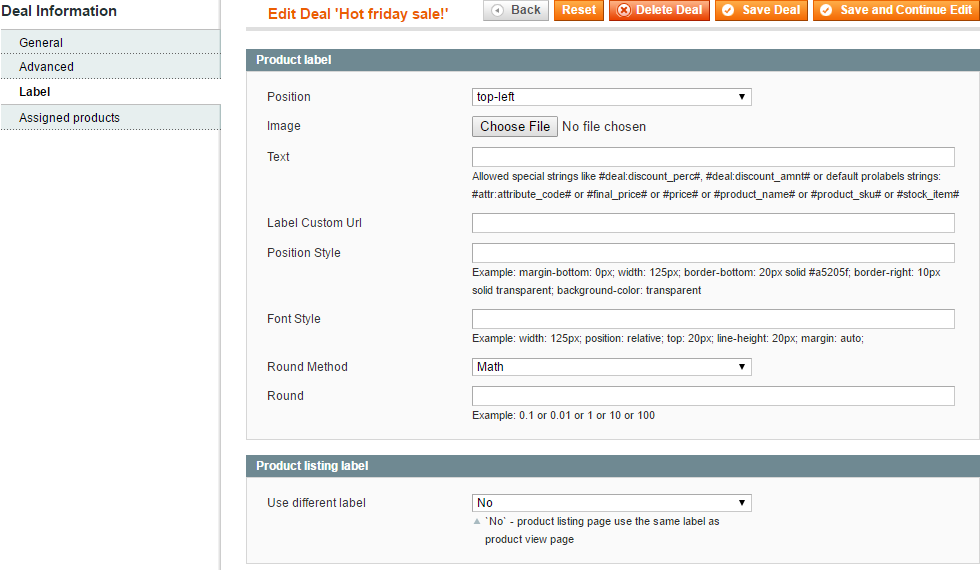 Deal Information
General
Advanced
Label
Assigned products
Edit Deal 'Hot friday sale!'
Back
Reset
Delete Deal
Save Deal
Save and Continue Edit
Product label
Position
top-left
Image
Choose File No file chosen
Text
Allowed special strings like #deal:discount_perc#, #deal:discount_amnt# or default prolabels strings:
#attr:attribute_code# or #final_price# or #price# or #product_name# or #product_sku# or #stock_item#
Label Custom Url
Position Style
Example: margin-bottom: 0px; width: 125px; border-bottom: 20px solid #a5205f; border-right: 10px
solid transparent; background-color: transparent
Font Style
Example: width: 125px; position: relative; top: 20px; line-height: 20px; margin: auto;
Round Method
Math
Round
Example: 0.1 or 0.01 or 1 or 10 or 100
Product listing label
Use different label
No
`No` - product listing page use the same label as
product view page